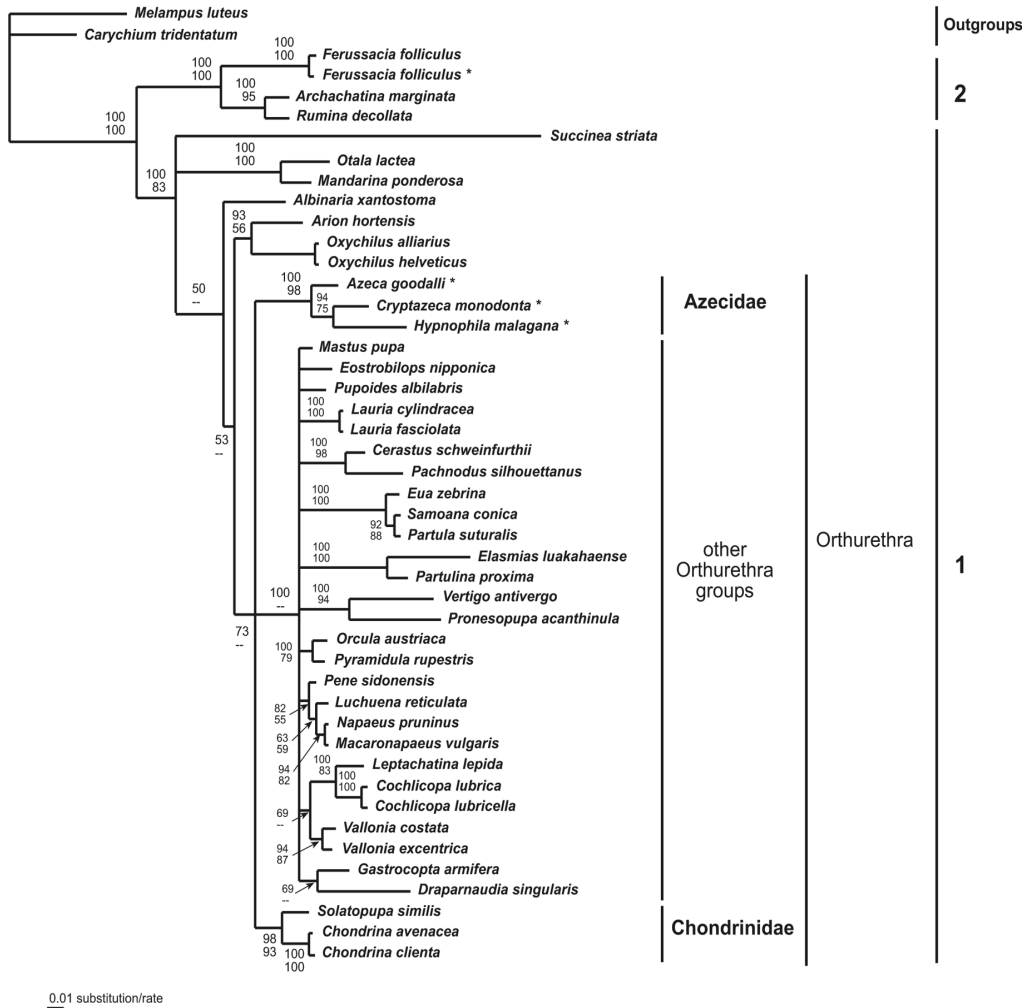 Melampus luteus
Outgroups
Carychium tridentatum
100
100
Ferussacia folliculus
100
100
Ferussacia folliculus *
2
100
95
Archachatina marginata
Rumina decollata
100
100
Succinea striata
100
100
Otala lactea
100
83
Mandarina ponderosa
Albinaria xantostoma
93
56
Arion hortensis
Oxychilus alliarius
Oxychilus helveticus
50
--
100
98
Azeca goodalli *
94
75
Cryptazeca monodonta *
Hypnophila malagana *
Azecidae
Mastus pupa
Eostrobilops nipponica
Pupoides albilabris
100
100
Lauria cylindracea
Lauria fasciolata
53
--
100
98
Cerastus schweinfurthii
Pachnodus silhouettanus
100
100
Eua zebrina
Samoana conica
92
88
Partula suturalis
100
100
Elasmias luakahaense
Partulina proxima
other
Orthurethra
groups
Orthurethra
1
100
--
100
94
Vertigo antivergo
Pronesopupa acanthinula
73
--
100
79
Orcula austriaca
Pyramidula rupestris
Pene sidonensis
82
55
Luchuena reticulata
63
59
Napaeus pruninus
94
82
Macaronapaeus vulgaris
100
83
Leptachatina lepida
100
100
Cochlicopa lubrica
Cochlicopa lubricella
69
--
Vallonia costata
94
87
Vallonia excentrica
Gastrocopta armifera
69
--
Draparnaudia singularis
Solatopupa similis
98
93
Chondrina avenacea
100
100
Chondrina clienta
Chondrinidae
0.01 substitution/rate